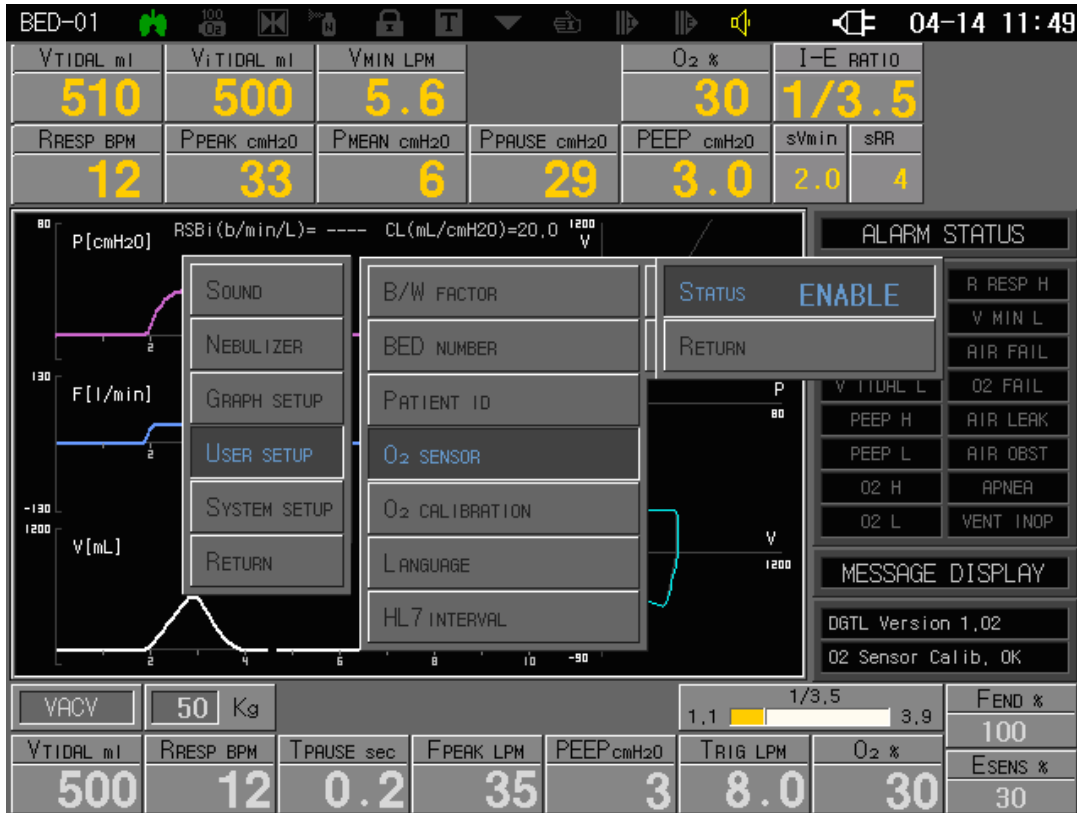 BED-01 100 O2 N T 04-14 11:49
VTIDAL ml ViTIDAL ml VMIN LPM O2 % I-E RATIO
510 500 5.6 30 1/3.5
RRESP BPM PPEAK cmH2O PMEAN cmH2O PPAUSE cmH2O PEEP cmH2O sVmin sRR
12 33 6 29 3.0 2.0 4
80 P[cmH2O] RSBi(b/min/L)= ---- CL(mL/cmH2O)=20,0 1200 V
ALARM STATUS
SOUND
NEBULIZER
GRAPH SETUP
USER SETUP
SYSTEM SETUP
RETURN
B/W FACTOR
BED NUMBER
PATIENT ID
O2 SENSOR
O2 CALIBRATION
LANGUAGE
HL7 INTERVAL
STATUS ENABLE
RETURN
R RESP H
V MIN L
AIR FAIL
V TIDAL L O2 FAIL
PEEP H AIR LEAK
PEEP L AIR OBST
O2 H APNEA
O2 L VENT INOP
2
130 F[l/min]
P
80
2
-130
1200 V[mL]
V
1200
2 4 6 8 10 -90
MESSAGE DISPLAY
DGTL Version 1,02
O2 Sensor Calib, OK
VACV 50 Kg
1/3,5
1,1 3,9
FEND %
100
VTIDAL ml RRESP BPM TPAUSE sec FPEAK LPM PEEP cmH2O TRIG LPM O2 %
500 12 0.2 35 3 8.0 30
ESENS %
30